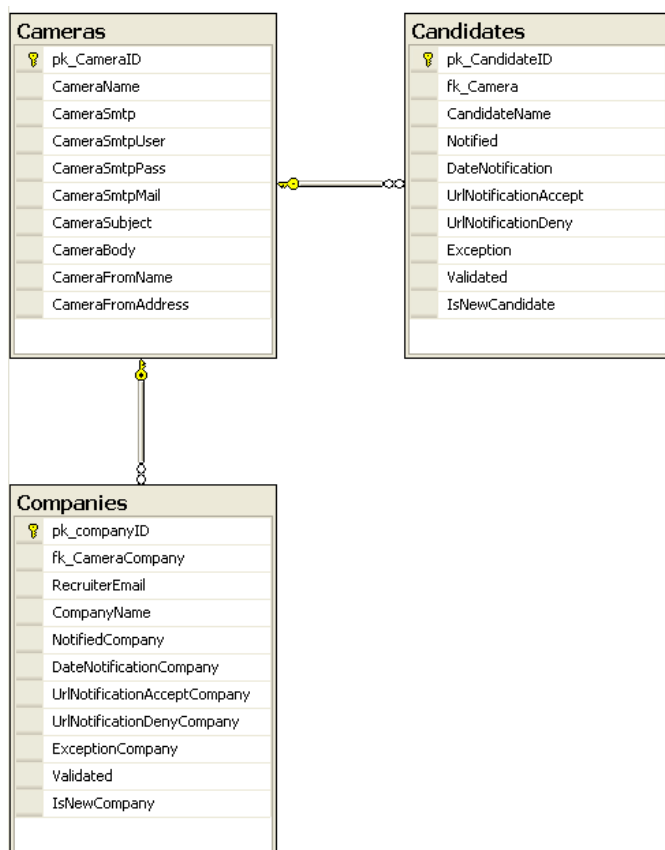 Cameras
pk_CameraID
CameraName
CameraSmtp
CameraSmtpUser
CameraSmtpPass
CameraSmtpMail
CameraSubject
CameraBody
CameraFromName
CameraFromAddress
Candidates
pk_CandidateID
fk_Camera
CandidateName
Notified
DateNotification
UrlNotificationAccept
UrlNotificationDeny
Exception
Validated
IsNewCandidate
Companies
pk_companyID
fk_CameraCompany
RecruiterEmail
CompanyName
NotifiedCompany
DateNotificationCompany
UrlNotificationAcceptCompany
UrlNotificationDenyCompany
ExceptionCompany
Validated
IsNewCompany